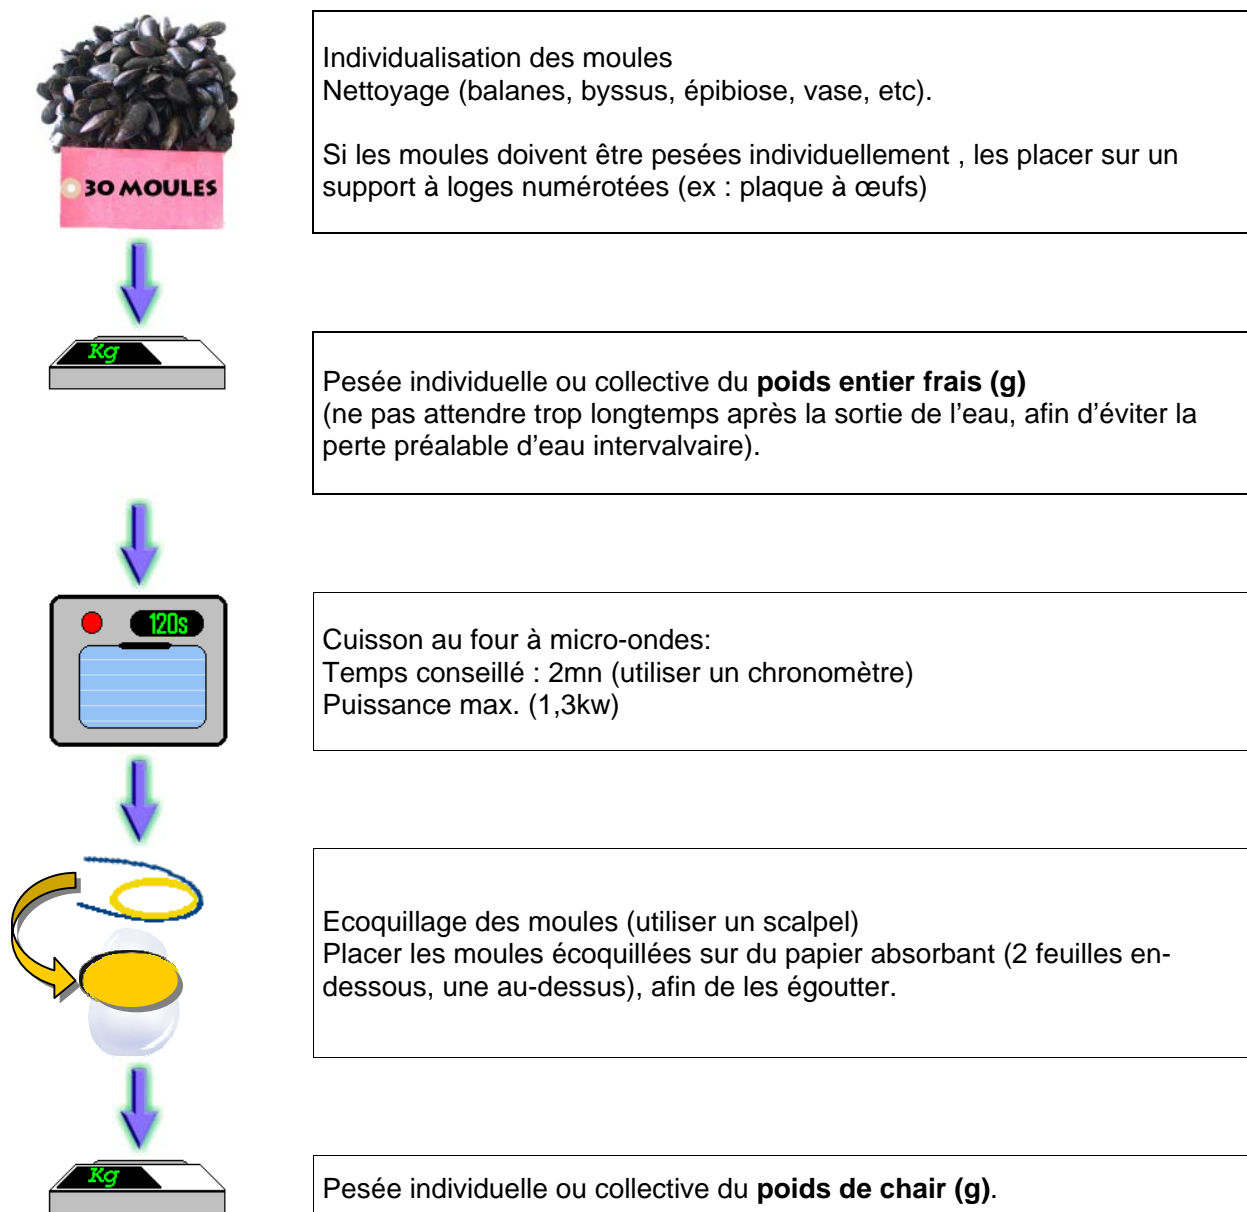 Individualisation des moules
Nettoyage (balanes, byssus, épibiose, vase, etc).
Si les moules doivent être pesées individuellement , les placer sur un
support à loges numérotées (ex : plaque à œufs)
30 MOULES
Kg
Pesée individuelle ou collective du poids entier frais (g)
(ne pas attendre trop longtemps après la sortie de l’eau, afin d’éviter la
perte préalable d’eau intervalvaire).
120s
Cuisson au four à micro-ondes:
Temps conseillé : 2mn (utiliser un chronomètre)
Puissance max. (1,3kw)
Ecoquillage des moules (utiliser un scalpel)
Placer les moules écoquillées sur du papier absorbant (2 feuilles en-
dessous, une au-dessus), afin de les égoutter.
Kg
Pesée individuelle ou collective du poids de chair (g).